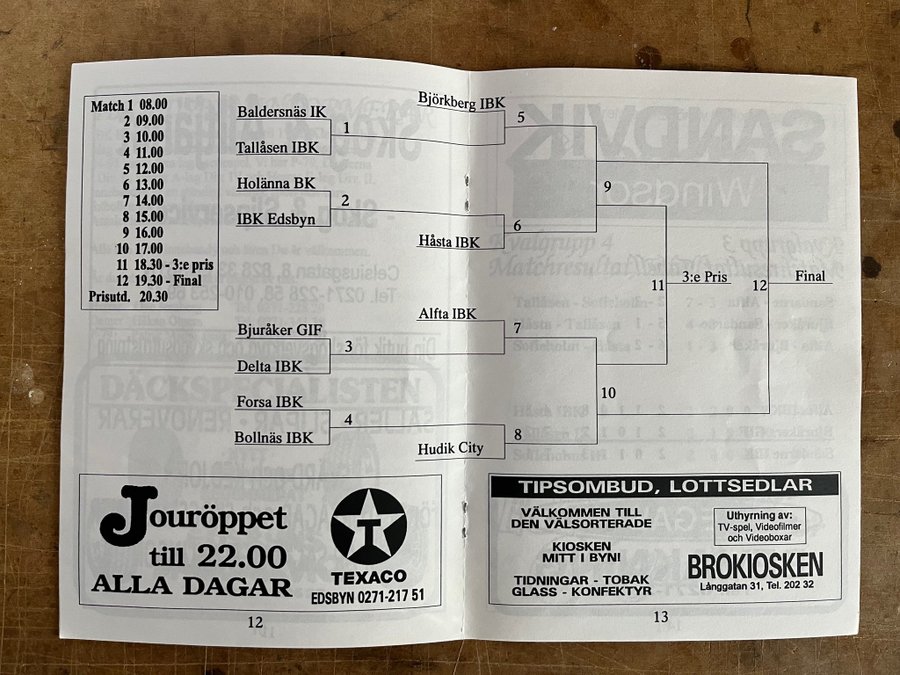 Match 1 08.00
2 09.00
3 10.00
4 11.00
5 12.00
6 13.00
7 14.00
8 15.00
9 16.00
10 17.00
11 18.30 - 3:e pris
12 19.30 - Final
Prisutd. 20.30
Baldersnäs IK
1
Tallåsen IBK
Holänna BK
2
IBK Edsbyn
Bjuråker GIF
3
Delta IBK
Forsa IBK
4
Bollnäs IBK
Jouröppet
till 22.00
ALLA DAGAR
T
TEXACO
EDSBYN 0271-217 51
12
Björkberg IBK
5
9
6
Håsta IBK
11
3:e Pris
12
Final
Alfta IBK
7
10
8
Hudik City
TIPSOMBUD, LOTTSEDLAR
VÄLKOMMEN TILL
DEN VÄLSORTERADE
KIOSKEN
MITT I BYN!
TIDNINGAR - TOBAK
GLASS - KONFEKTYR
Uthyrning av:
TV-spel, Videofilmer
och Videoboxar
BROKIOSKEN
Långgatan 31, Tel. 202 32
13
SANDVIK
DÄCKSPECIALISTEN